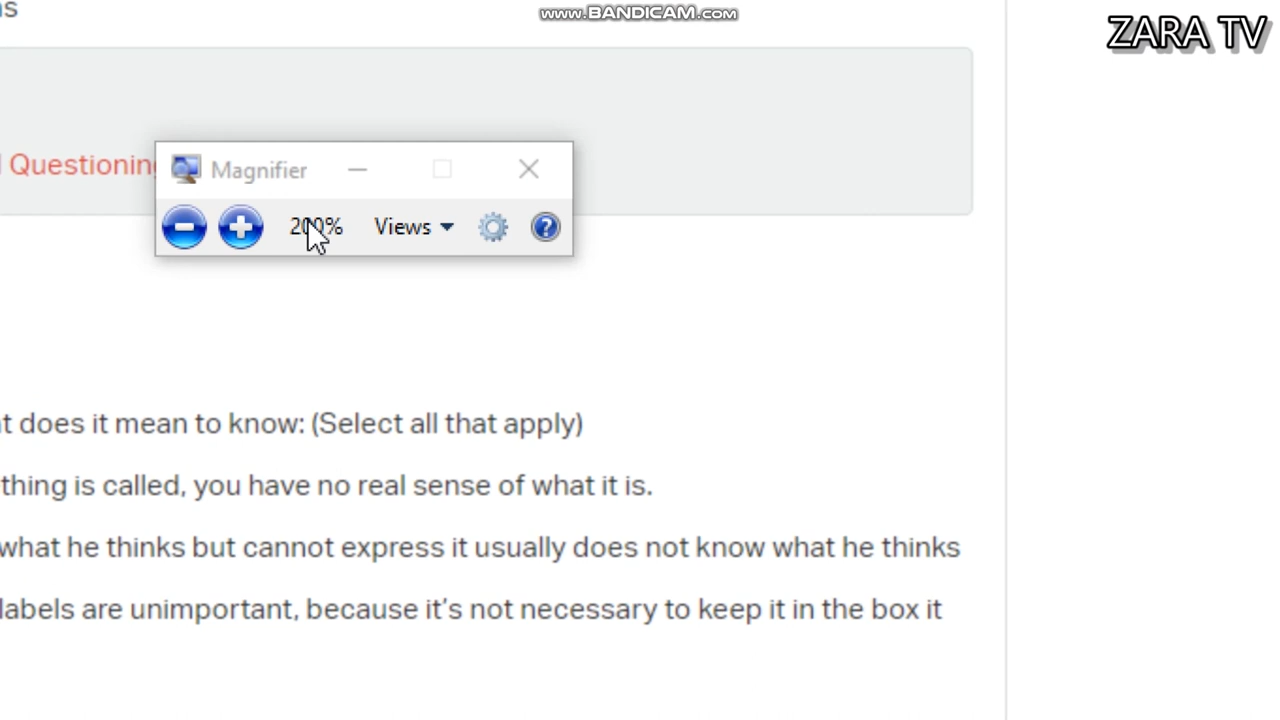 ns
www.BANDICAM.com
ZARA TV
Questioning
Magnifier
200%
Views
at does it mean to know: (Select all that apply)
thing is called, you have no real sense of what it is.
what he thinks but cannot express it usually does not know what he thinks
labels are unimportant, because it's not necessary to keep it in the box it